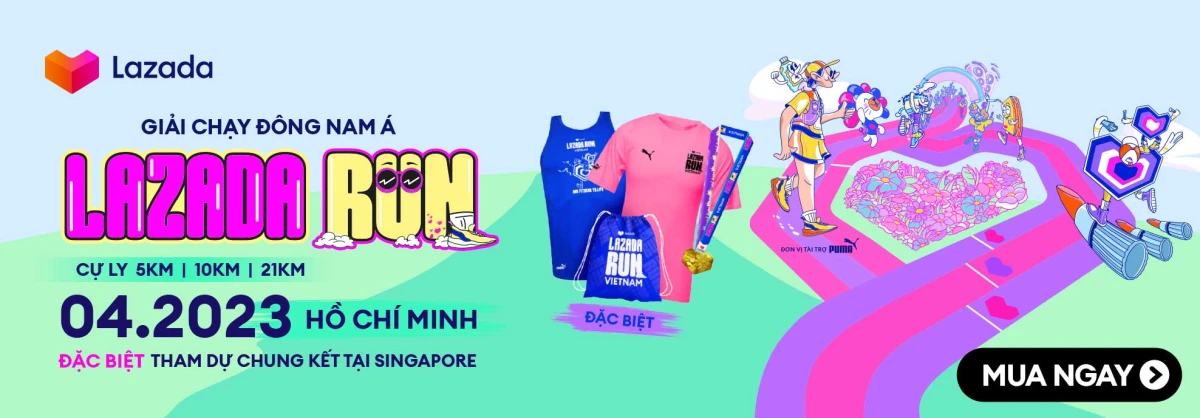 Lazada
GIẢI CHẠY ĐÔNG NAM Á
LAZADA RUN
CỰ LY 5KM | 10KM | 21KM
04.2023 HỒ CHÍ MINH
ĐẶC BIỆT THAM DỰ CHUNG KẾT TẠI SINGAPORE
LAZADA RUN
LAZADA
RUN
LAZADA
RUN
VIETNAM
ĐẶC BIỆT
ĐƠN VỊ TÀI TRỢ PUMA
MUA NGAY